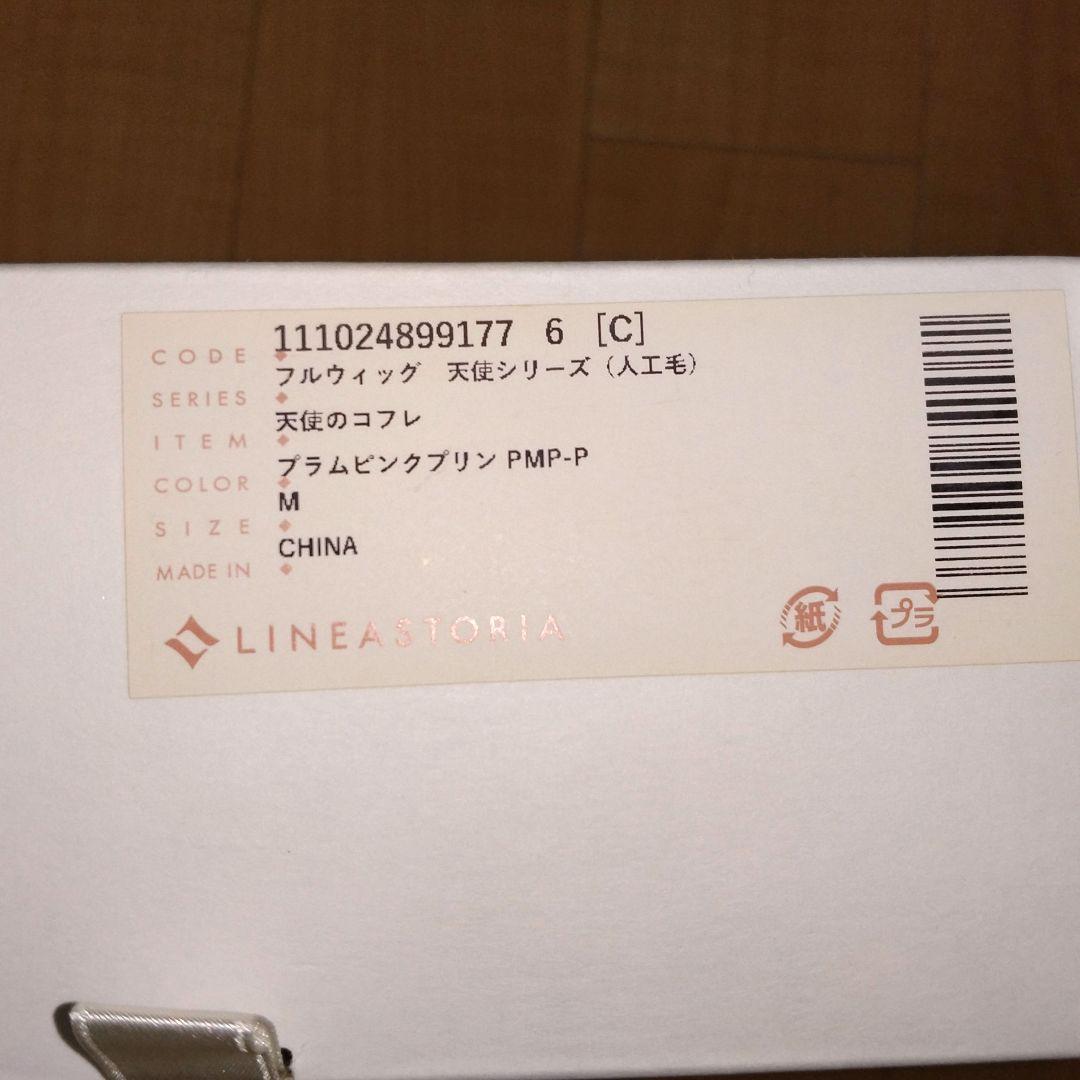 CODE 111024899177 6 [C]
SERIES フルウィッグ 天使シリーズ（人工毛）
ITEM 天使のコフレ
COLOR プラムピンクプリン PMP-P
SIZE M
MADE IN CHINA
LINEASTORIA 紙 プラ